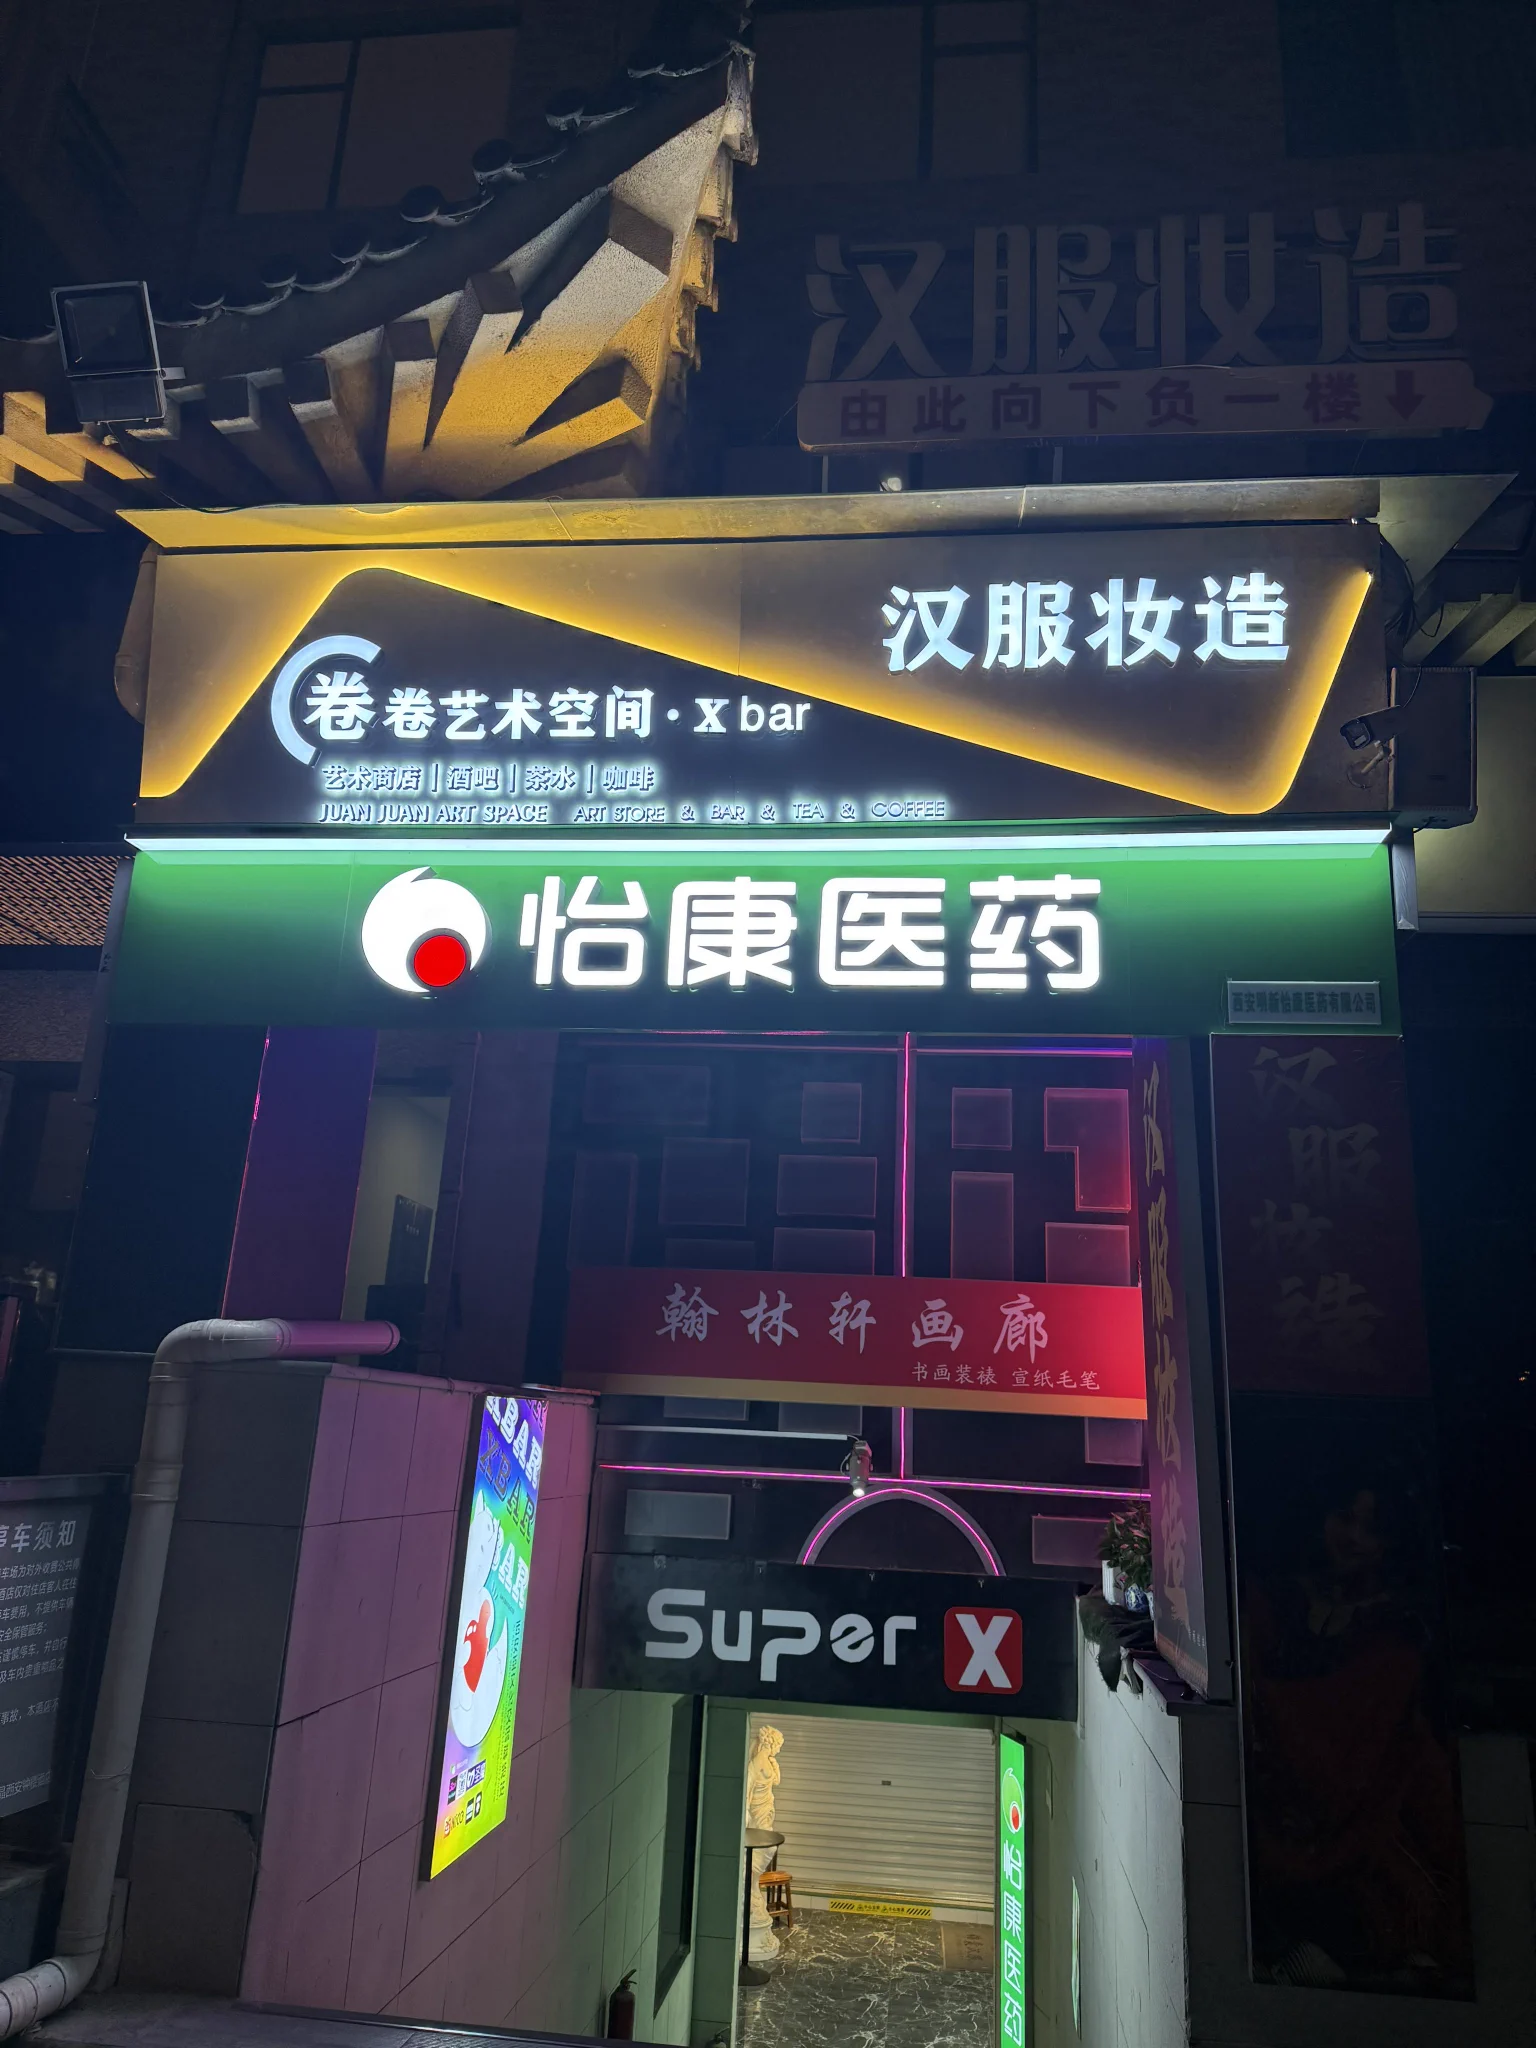 汉服妆造
由此向下负一楼
汉服妆造
卷卷艺术空间·X bar
艺术商店|酒吧|茶水|咖啡
JUAN JUAN ART SPACE ART STORE & BAR & TEA & COFFEE
怡康医药
西安明新怡康医药有限公司
汉服妆造
汉服妆造
翰林轩画廊
书画装裱 宣纸毛笔
XBAR
Super X
怡康医药
停车须知